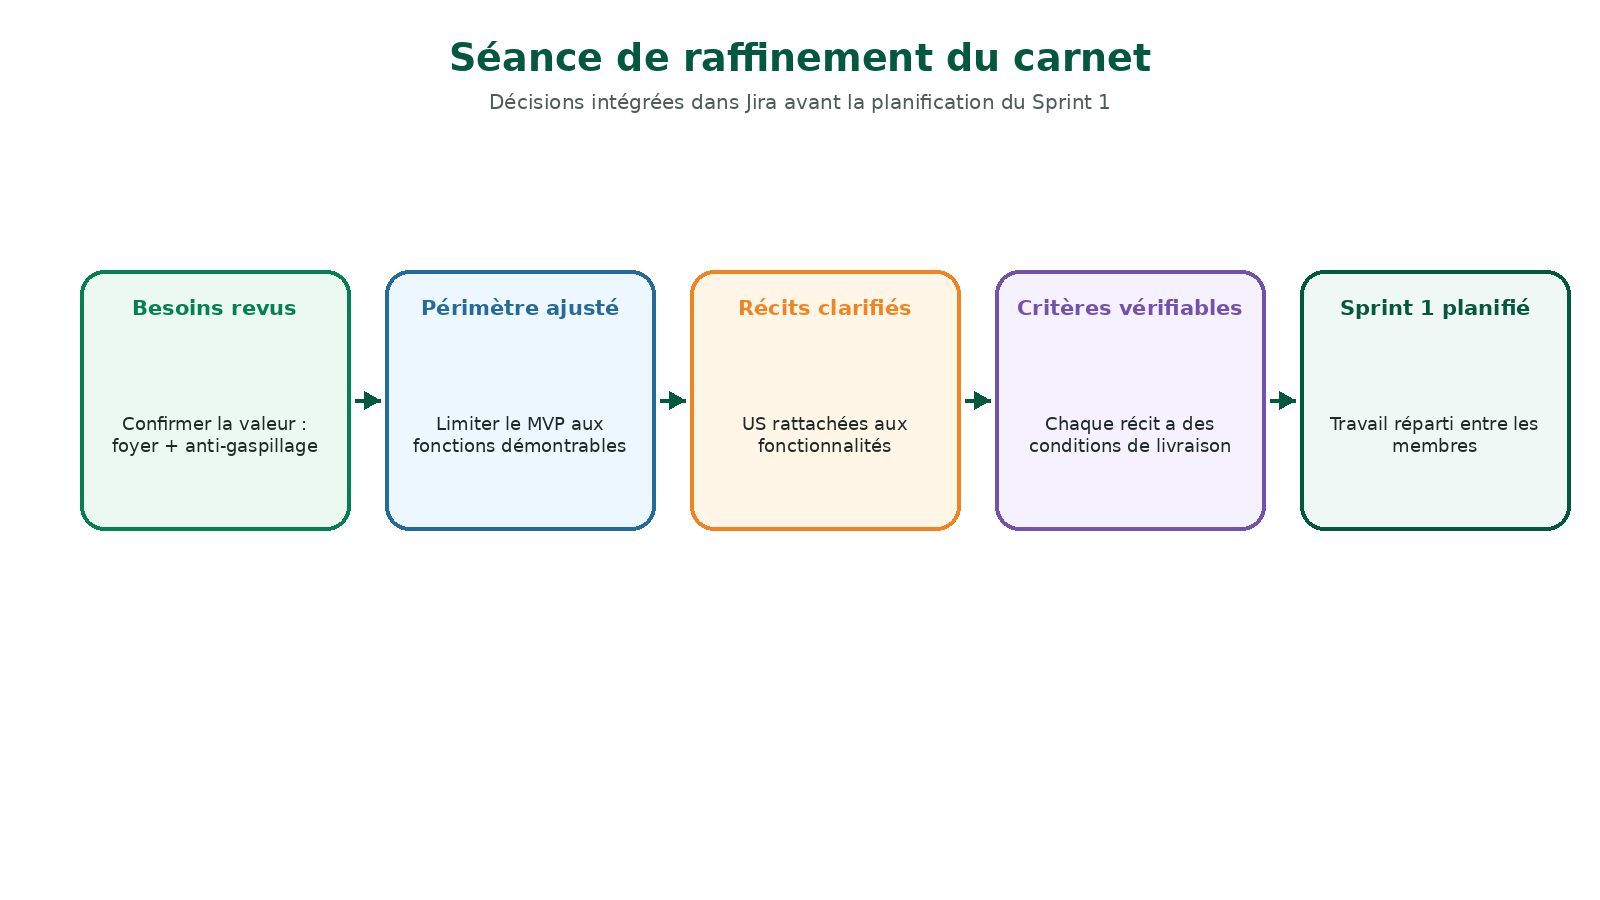 Séance de raffinement du carnet
Décisions intégrées dans Jira avant la planification du Sprint 1
Besoins revus
Confirmer la valeur :
foyer + anti-gaspillage
Périmètre ajusté
Limiter le MVP aux
fonctions démontrables
Récits clarifiés
US rattachées aux
fonctionnalités
Critères vérifiables
Chaque récit a des
conditions de livraison
Sprint 1 planifié
Travail réparti entre les
membres